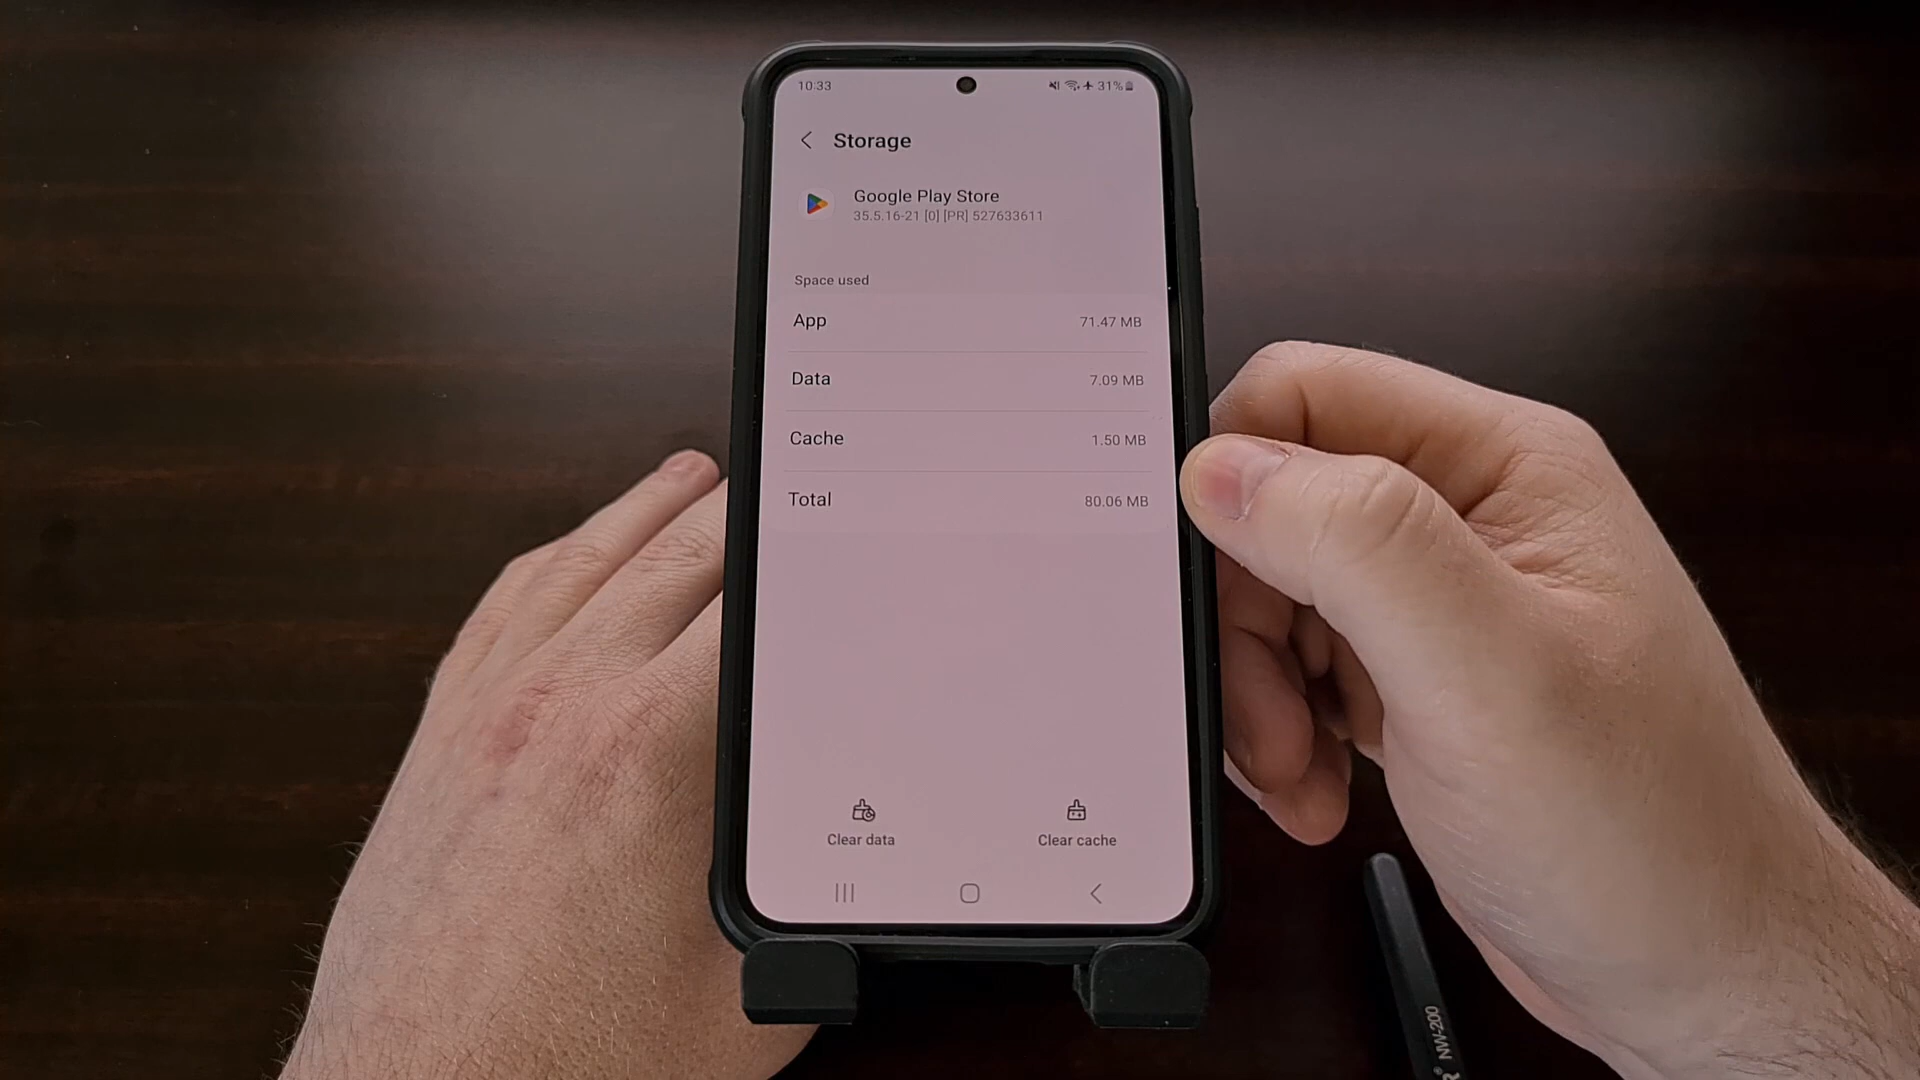 10:33 31%
Storage
Google Play Store
35.5.16-21 [0] [PR] 527633611
Space used
App 71.47 MB
Data 7.09 MB
Cache 1.50 MB
Total 80.06 MB
Clear data Clear cache
R® NW-200